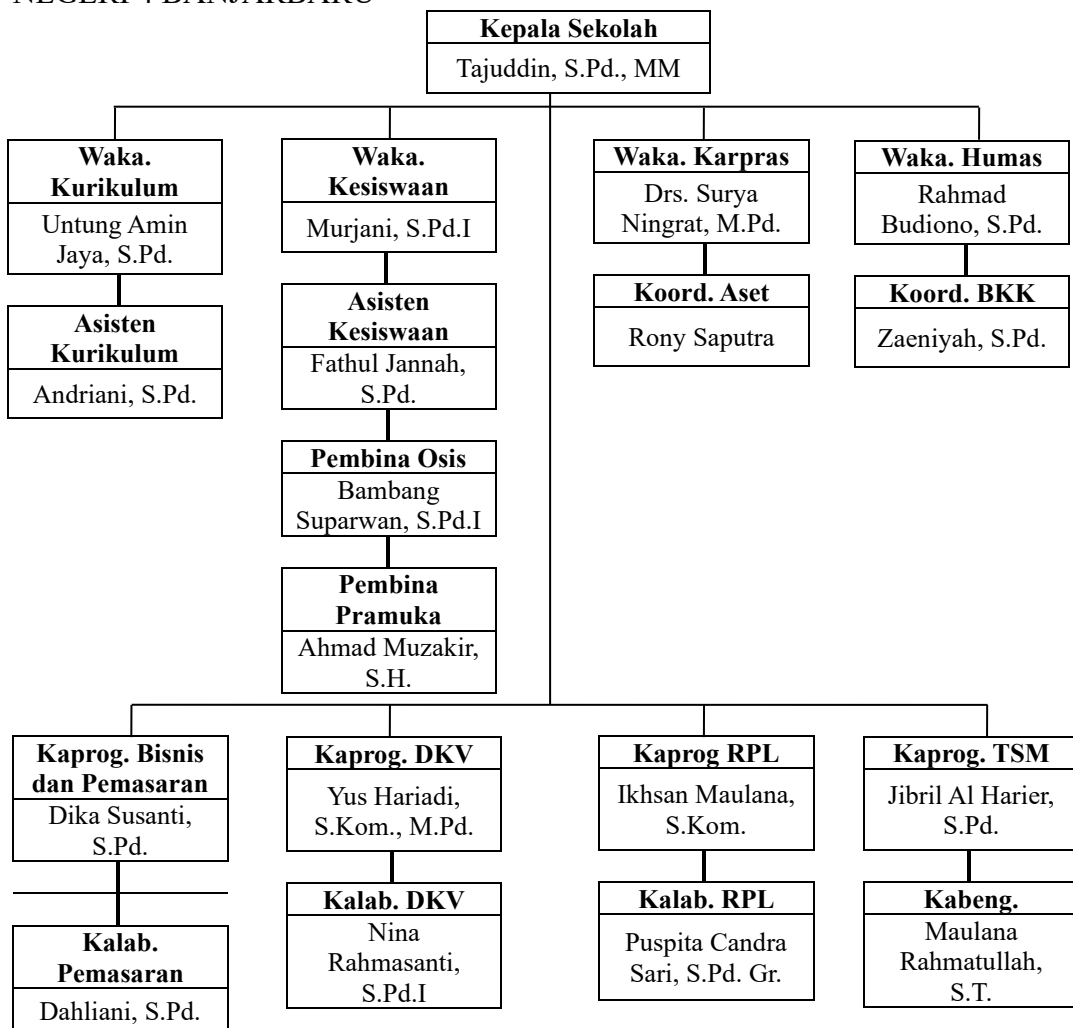 NEGERI 4 BANJARBARU
Kepala Sekolah
Tajuddin, S.Pd., MM
Waka.
Kurikulum
Untung Amin
Jaya, S.Pd.
Asisten
Kurikulum
Andriani, S.Pd.
Waka.
Kesiswaan
Murjani, S.Pd.I
Asisten
Kesiswaan
Fathul Jannah,
S.Pd.
Pembina Osis
Bambang
Suparwan, S.Pd.I
Pembina
Pramuka
Ahmad Muzakir,
S.H.
Waka. Karpras
Drs. Surya
Ningrat, M.Pd.
Koord. Aset
Rony Saputra
Waka. Humas
Rahmad
Budiono, S.Pd.
Koord. BKK
Zaeniyah, S.Pd.
Kaprog. Bisnis
dan Pemasaran
Dika Susanti,
S.Pd.
Kalab.
Pemasaran
Dahliani, S.Pd.
Kaprog. DKV
Yus Hariadi,
S.Kom., M.Pd.
Kalab. DKV
Nina
Rahmasanti,
S.Pd.I
Kaprog RPL
Ikhsan Maulana,
S.Kom.
Kalab. RPL
Puspita Candra
Sari, S.Pd. Gr.
Kaprog. TSM
Jibril Al Harier,
S.Pd.
Kabeng.
Maulana
Rahmatullah,
S.T.